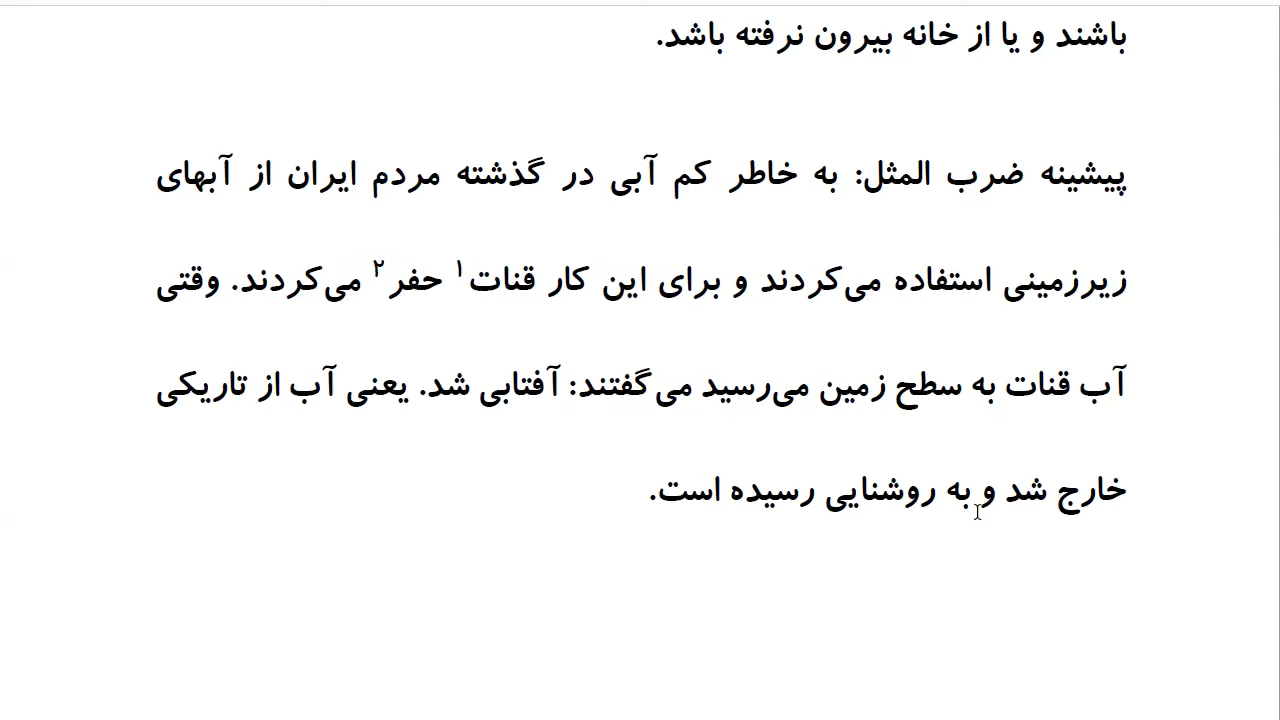 باشند و یا از خانه بیرون نرفته باشد.
پیشینه ضرب المثل: به خاطر کم آبی در گذشته مردم ایران از آبهای
زیرزمینی استفاده می‌کردند و برای این کار قنات۱ حفر۲ می‌کردند. وقتی
آب قنات به سطح زمین می‌رسید می‌گفتند: آفتابی شد. یعنی آب از تاریکی
خارج شد و به روشنایی رسیده است.